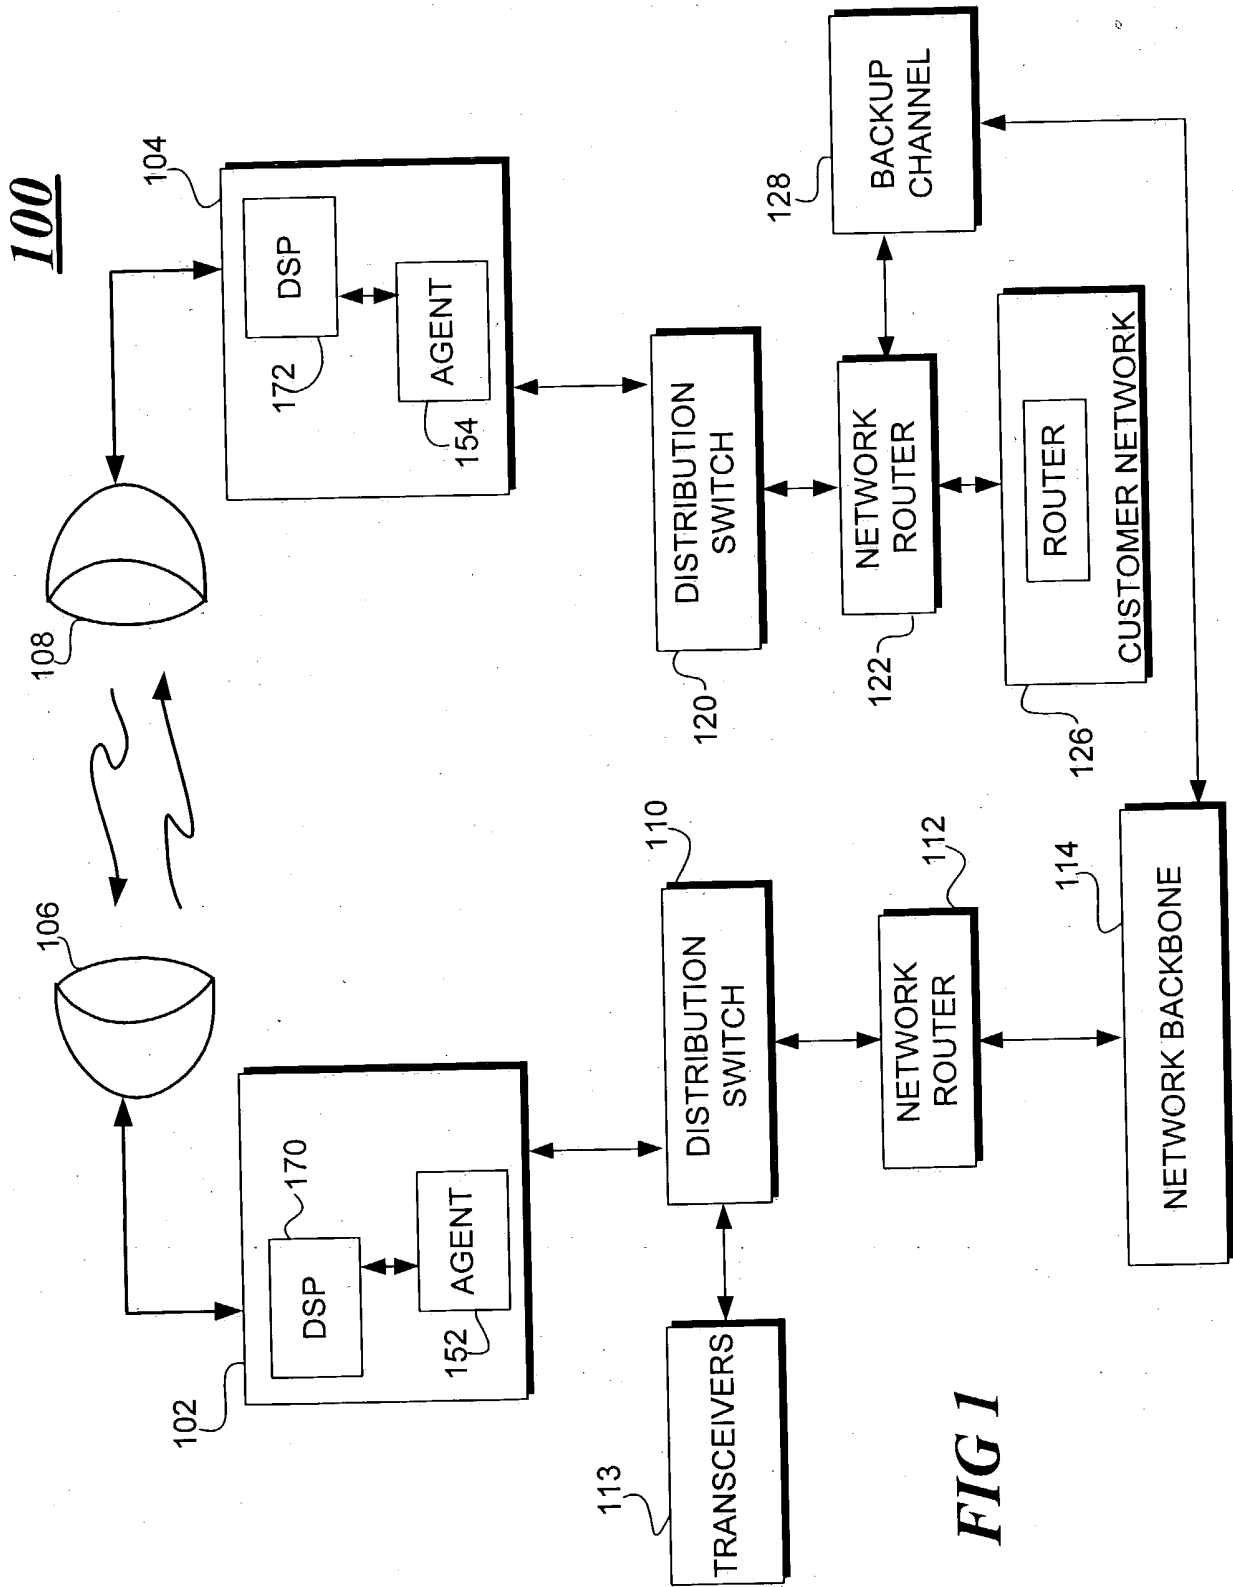 100
106
108
102
DSP
170
AGENT
152
104
DSP
172
AGENT
154
113
TRANSCEIVERS
110
DISTRIBUTION
SWITCH
DISTRIBUTION
SWITCH
120
112
NETWORK
ROUTER
NETWORK
ROUTER
122
BACKUP
CHANNEL
128
114
NETWORK BACKBONE
ROUTER
CUSTOMER NETWORK
126
FIG 1